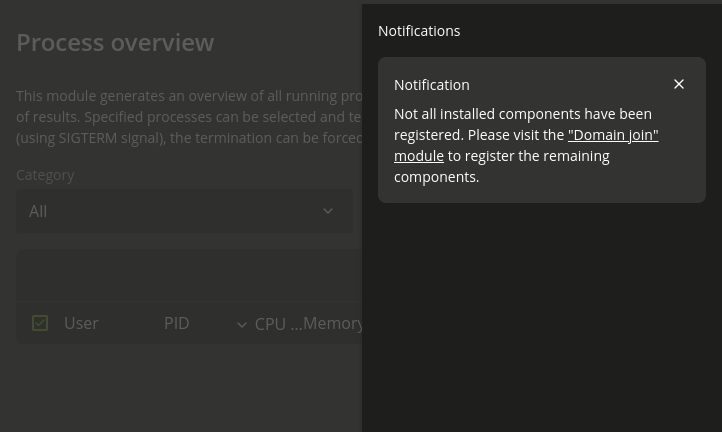 Process overview
This module generates an overview of all running pro
of results. Specified processes can be selected and te
(using SIGTERM signal), the termination can be forced
Category
All
User PID CPU ... Memory
Notifications
Notification
Not all installed components have been
registered. Please visit the "Domain join"
module to register the remaining
components.